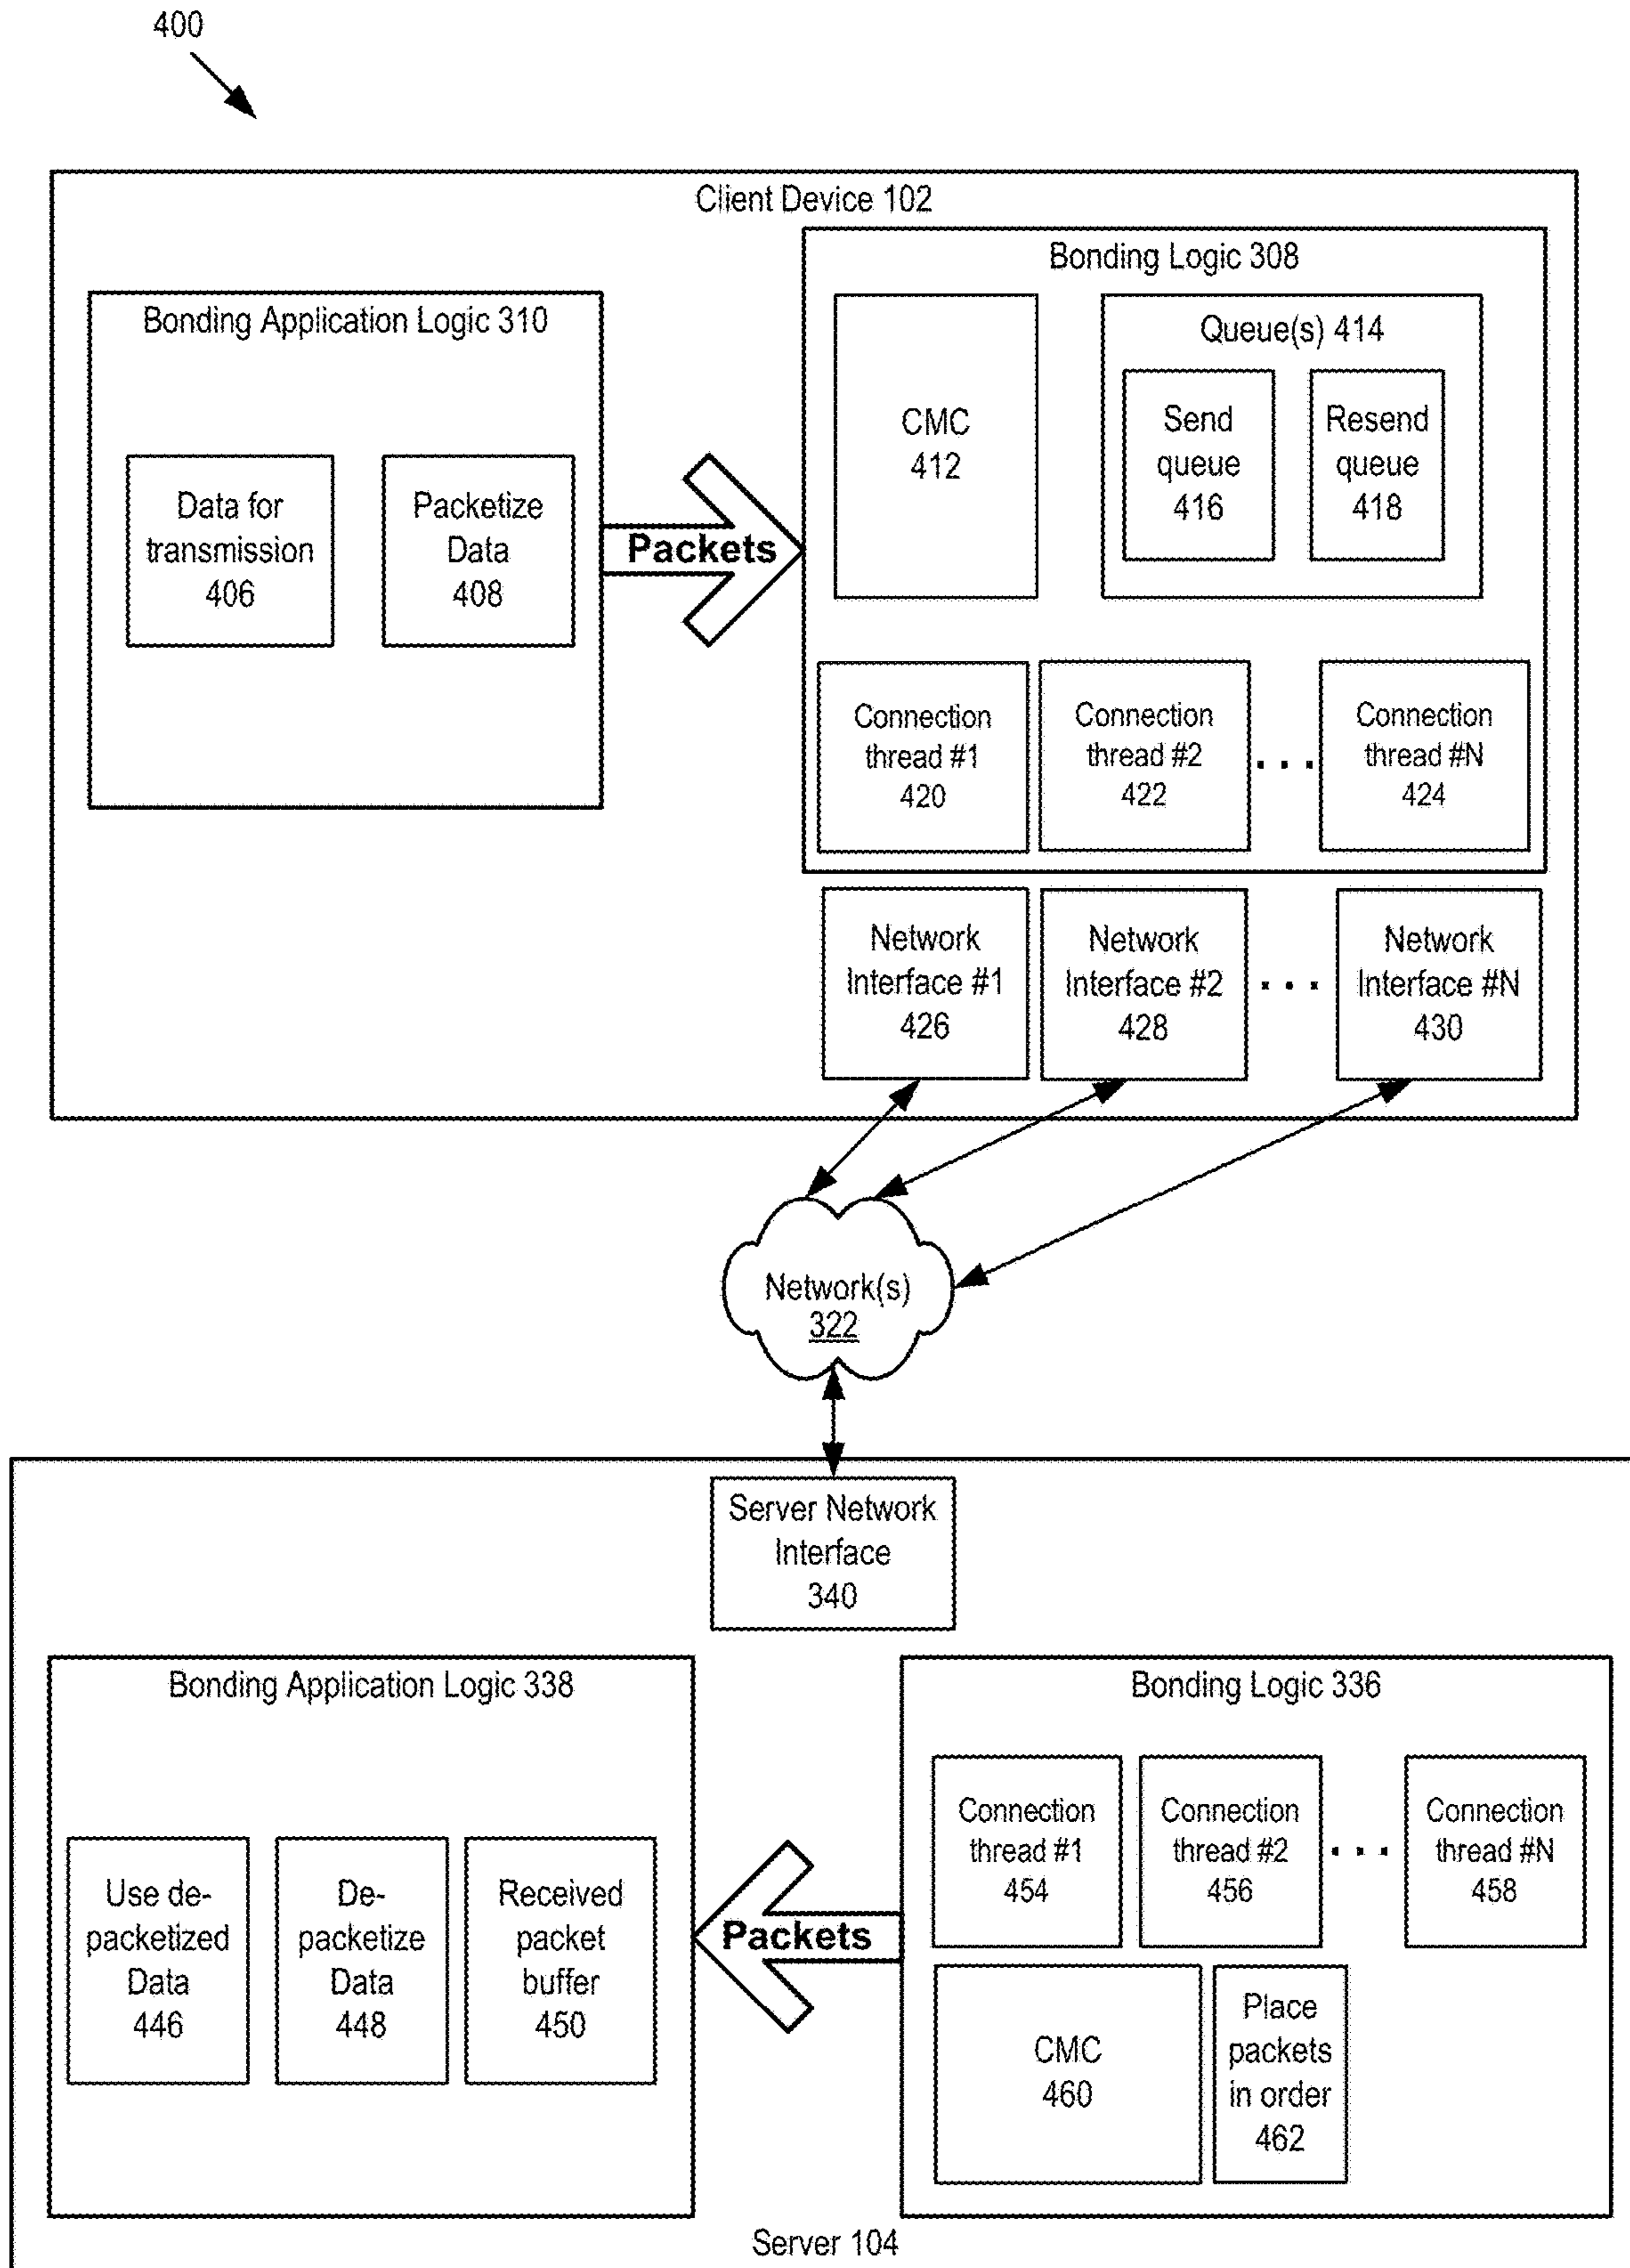 400
Client Device 102
Bonding Application Logic 310
Data for
transmission
406
Packetize
Data
408
Packets
Bonding Logic 308
CMC
412
Queue(s) 414
Send
queue
416
Resend
queue
418
Connection
thread #1
420
Connection
thread #2
422
. . .
Connection
thread #N
424
Network
Interface #1
426
Network
Interface #2
428
. . .
Network
Interface #N
430
Network(s)
322
Server Network
Interface
340
Bonding Application Logic 338
Use de-
packetized
Data
446
De-
packetize
Data
448
Received
packet
buffer
450
Packets
Bonding Logic 336
Connection
thread #1
454
Connection
thread #2
456
. . .
Connection
thread #N
458
CMC
460
Place
packets
in order
462
Server 104